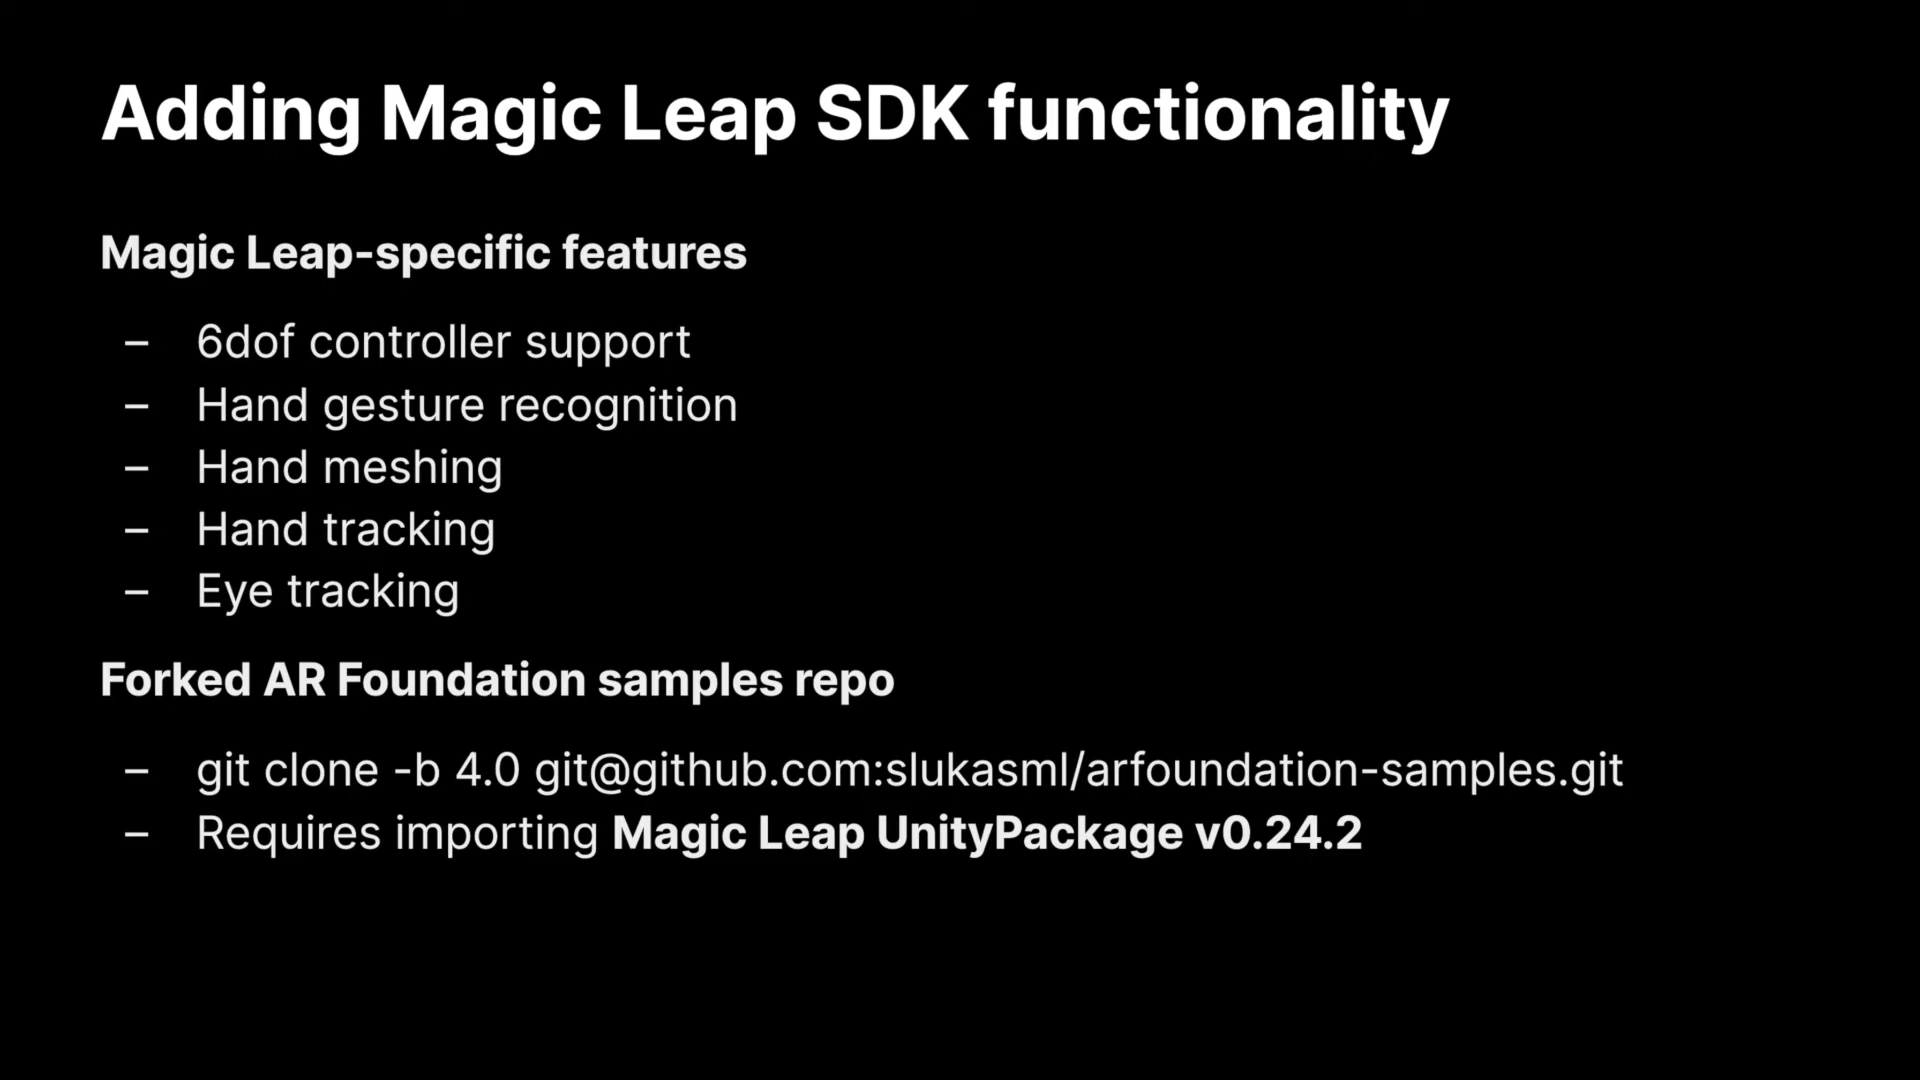 Adding Magic Leap SDK functionality
Magic Leap-specific features
– 6dof controller support
– Hand gesture recognition
– Hand meshing
– Hand tracking
– Eye tracking
Forked AR Foundation samples repo
– git clone -b 4.0 git@github.com:slukasml/arfoundation-samples.git
– Requires importing Magic Leap UnityPackage v0.24.2